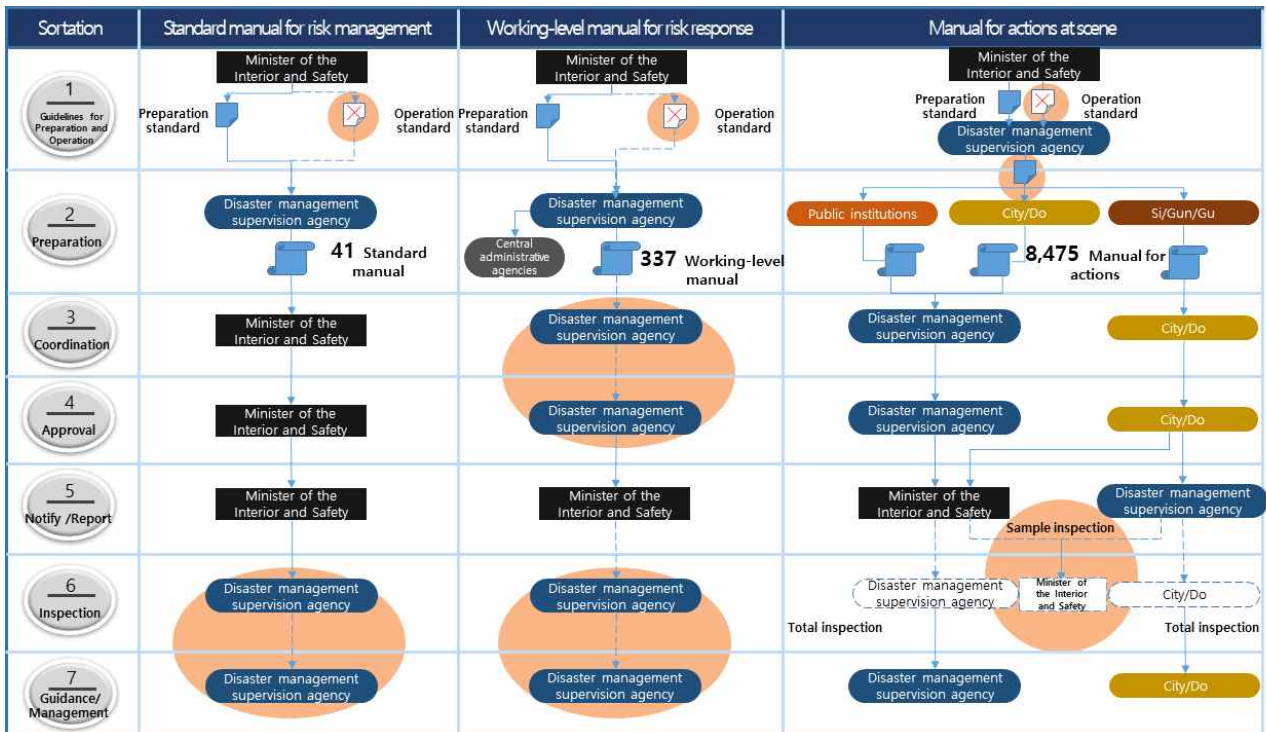 Sortation
Standard manual for risk management
Working-level manual for risk response
Manual for actions at scene
1
Guidelines for
Preparation and
Operation
Minister of the
Interior and Safety
Preparation
standard
Operation
standard
Minister of the
Interior and Safety
Preparation
standard
Operation
standard
Minister of the
Interior and Safety
Preparation
standard
Operation
standard
Disaster management
supervision agency
2
Preparation
Disaster management
supervision agency
41 Standard
manual
Disaster management
supervision agency
Central
administrative
agencies
337 Working-level
manual
Public institutions
City/Do
Si/Gun/Gu
8,475 Manual for
actions
3
Coordination
Minister of the
Interior and Safety
Disaster management
supervision agency
Disaster management
supervision agency
City/Do
4
Approval
Minister of the
Interior and Safety
Disaster management
supervision agency
Disaster management
supervision agency
City/Do
5
Notify /Report
Minister of the
Interior and Safety
Minister of the
Interior and Safety
Minister of the
Interior and Safety
Disaster management
supervision agency
Sample inspection
6
Inspection
Disaster management
supervision agency
Disaster management
supervision agency
Disaster management
supervision agency
Minister of
the Interior
and Safety
City/Do
Total inspection
Total inspection
7
Guidance/
Management
Disaster management
supervision agency
Disaster management
supervision agency
Disaster management
supervision agency
City/Do